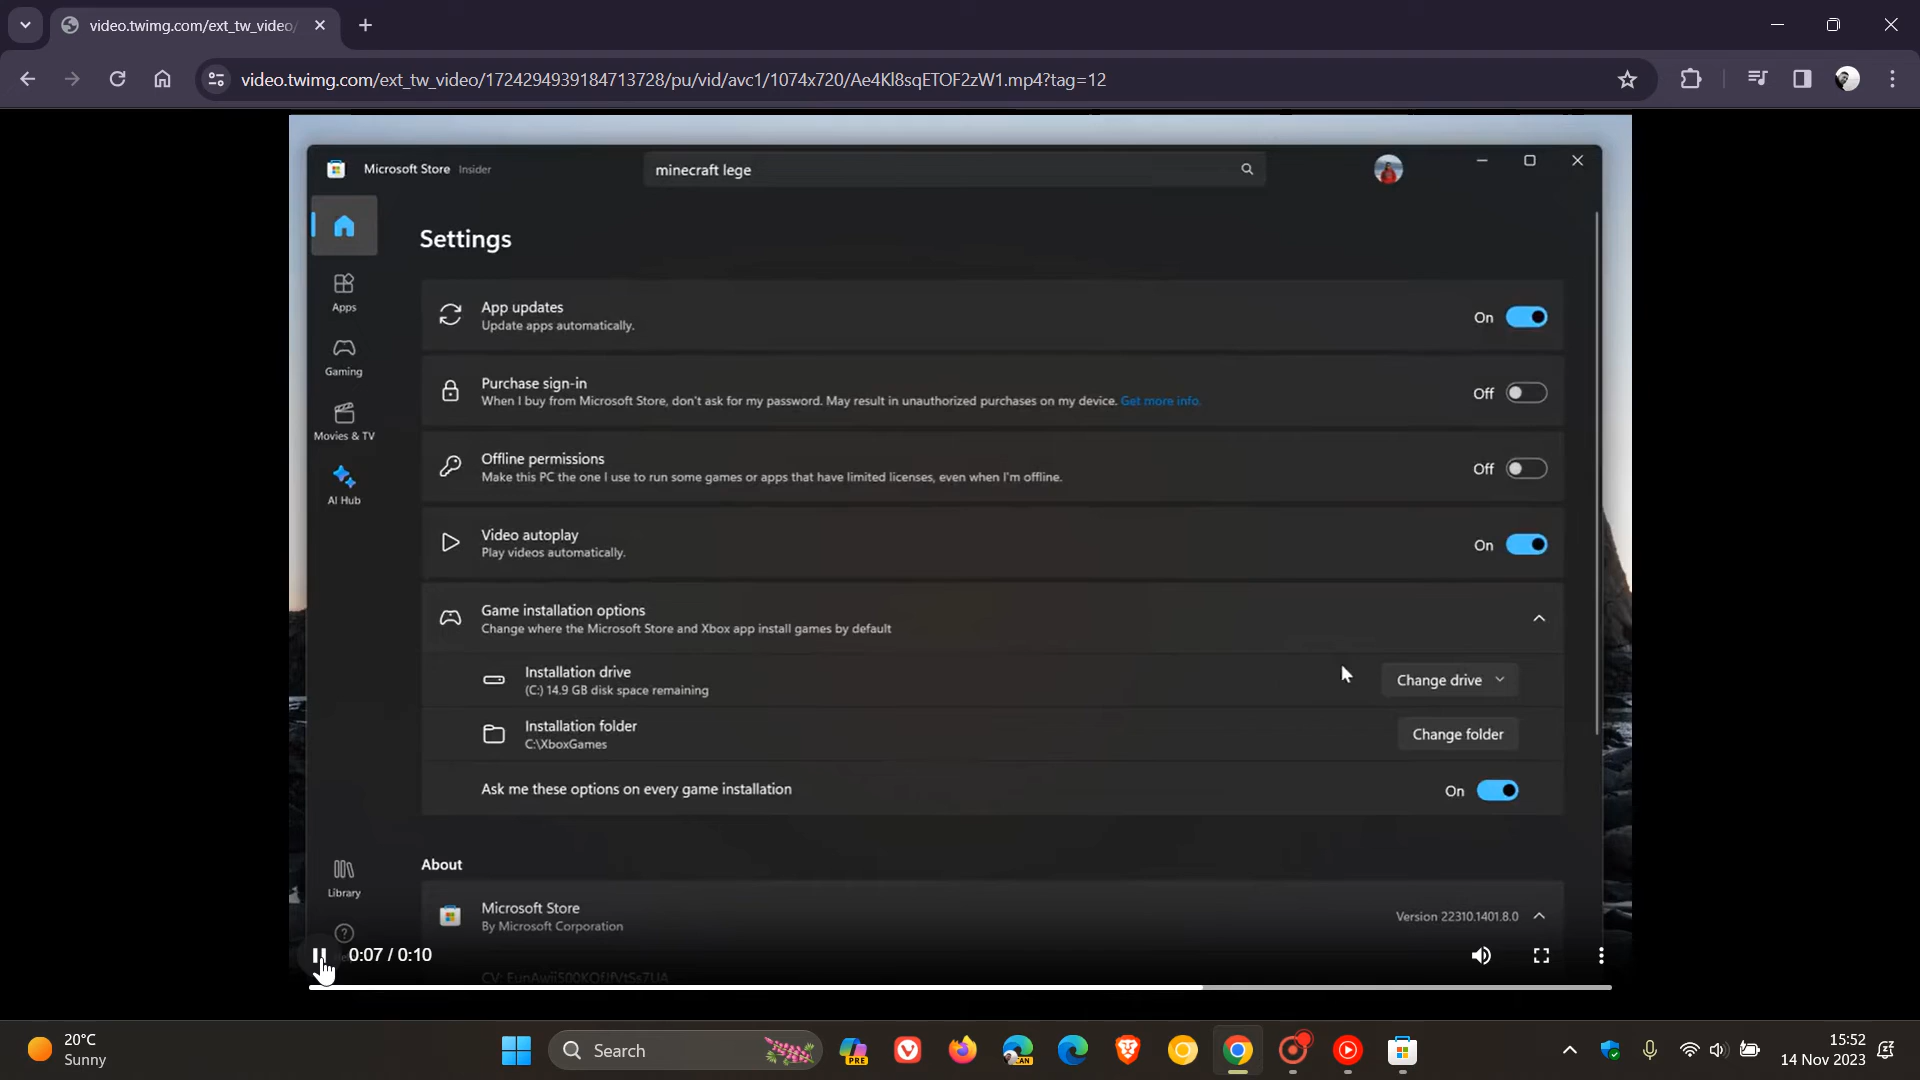 video.twimg.com/ext_tw_video/
video.twimg.com/ext_tw_video/1724294939184713728/pu/vid/avc1/1074x720/Ae4Kl8sqETOF2zW1.mp4?tag=12
Microsoft Store Insider
minecraft lege
Settings
Apps
Gaming
Movies & TV
AI Hub
App updates
Update apps automatically.
On
Purchase sign-in
When I buy from Microsoft Store, don't ask for my password. May result in unauthorized purchases on my device. Get more info.
Off
Offline permissions
Make this PC the one I use to run some games or apps that have limited licenses, even when I'm offline.
Off
Video autoplay
Play videos automatically.
On
Game installation options
Change where the Microsoft Store and Xbox app install games by default
Installation drive
(C:) 14.9 GB disk space remaining
Change drive
Installation folder
C:\XboxGames
Change folder
Ask me these options on every game installation
On
About
Library
Microsoft Store
By Microsoft Corporation
Version 22310.1401.8.0
0:07 / 0:10
20°C
Sunny
Search
PRE
CAN
15:52
14 Nov 2023